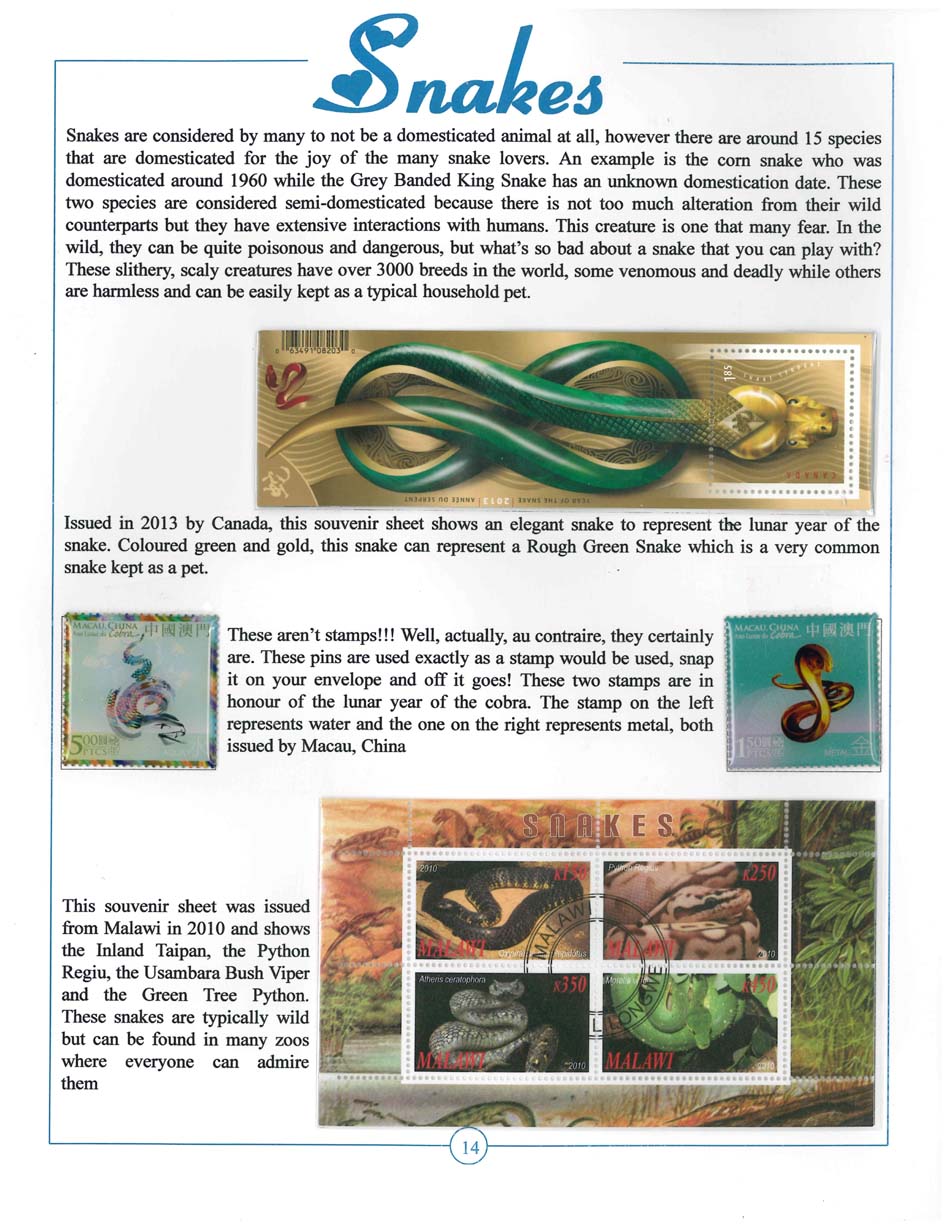 Snakes
Snakes are considered by many to not be a domesticated animal at all, however there are around 15 species
that are domesticated for the joy of the many snake lovers. An example is the corn snake who was
domesticated around 1960 while the Grey Banded King Snake has an unknown domestication date. These
two species are considered semi-domesticated because there is not too much alteration from their wild
counterparts but they have extensive interactions with humans. This creature is one that many fear. In the
wild, they can be quite poisonous and dangerous, but what's so bad about a snake that you can play with?
These slithery, scaly creatures have over 3000 breeds in the world, some venomous and deadly while others
are harmless and can be easily kept as a typical household pet.
0 63491 08203 0
185
CANADA
YEAR OF THE SNAKE 2013 ANNÉE DU SERPENT
Issued in 2013 by Canada, this souvenir sheet shows an elegant snake to represent the lunar year of the
snake. Coloured green and gold, this snake can represent a Rough Green Snake which is a very common
snake kept as a pet.
MACAU, CHINA 中國澳門
Ano Lunar da Cobra
500 PTCS
These aren't stamps!!! Well, actually, au contraire, they certainly
are. These pins are used exactly as a stamp would be used, snap
it on your envelope and off it goes! These two stamps are in
honour of the lunar year of the cobra. The stamp on the left
represents water and the one on the right represents metal, both
issued by Macau, China
MACAU, CHINA 中國澳門
Ano Lunar da Cobra
150 PTCS
METAL
This souvenir sheet was issued
from Malawi in 2010 and shows
the Inland Taipan, the Python
Regiu, the Usambara Bush Viper
and the Green Tree Python.
These snakes are typically wild
but can be found in many zoos
where everyone can admire
them
SNAKES
2010 K150
MALAWI
Python Regius K250
MALAWI 2010
Atheris ceratophora K350
MALAWI 2010
K450
MALAWI 2010
MALAWI
LILONGWE
14